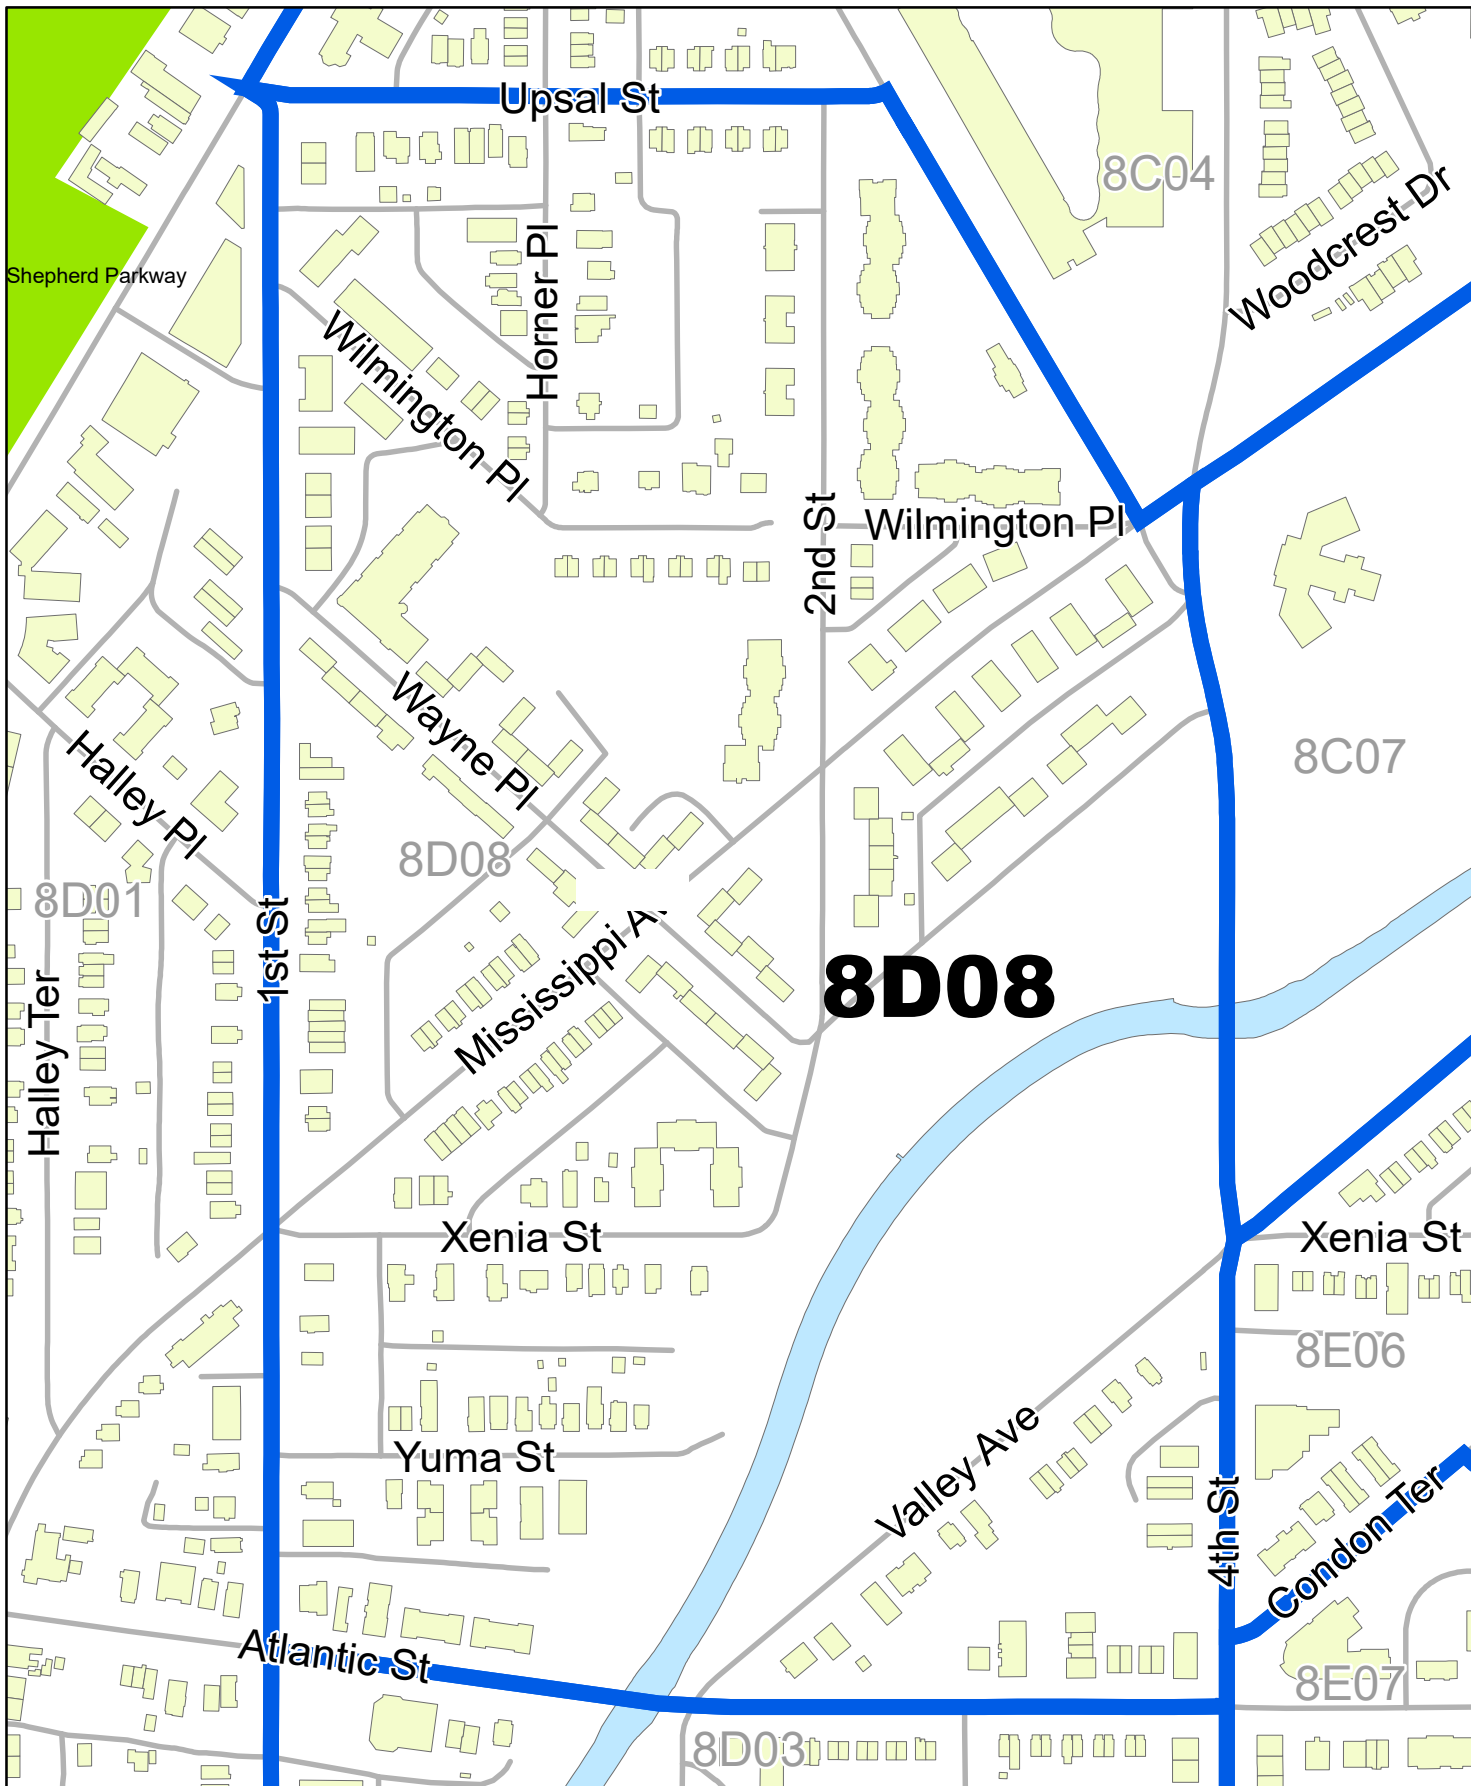 Upsal St
8C04
Woodcrest Dr
Shepherd Parkway
Horner Pl
Wilmington Pl
2nd St
Wilmington Pl
Wayne Pl
Halley Pl
8C07
8D08
8D01
1st St
Mississippi
8D08
Halley Ter
Xenia St
Xenia St
8E06
Yuma St
Valley Ave
4th St
Condon Ter
Atlantic St
8E07
8D03